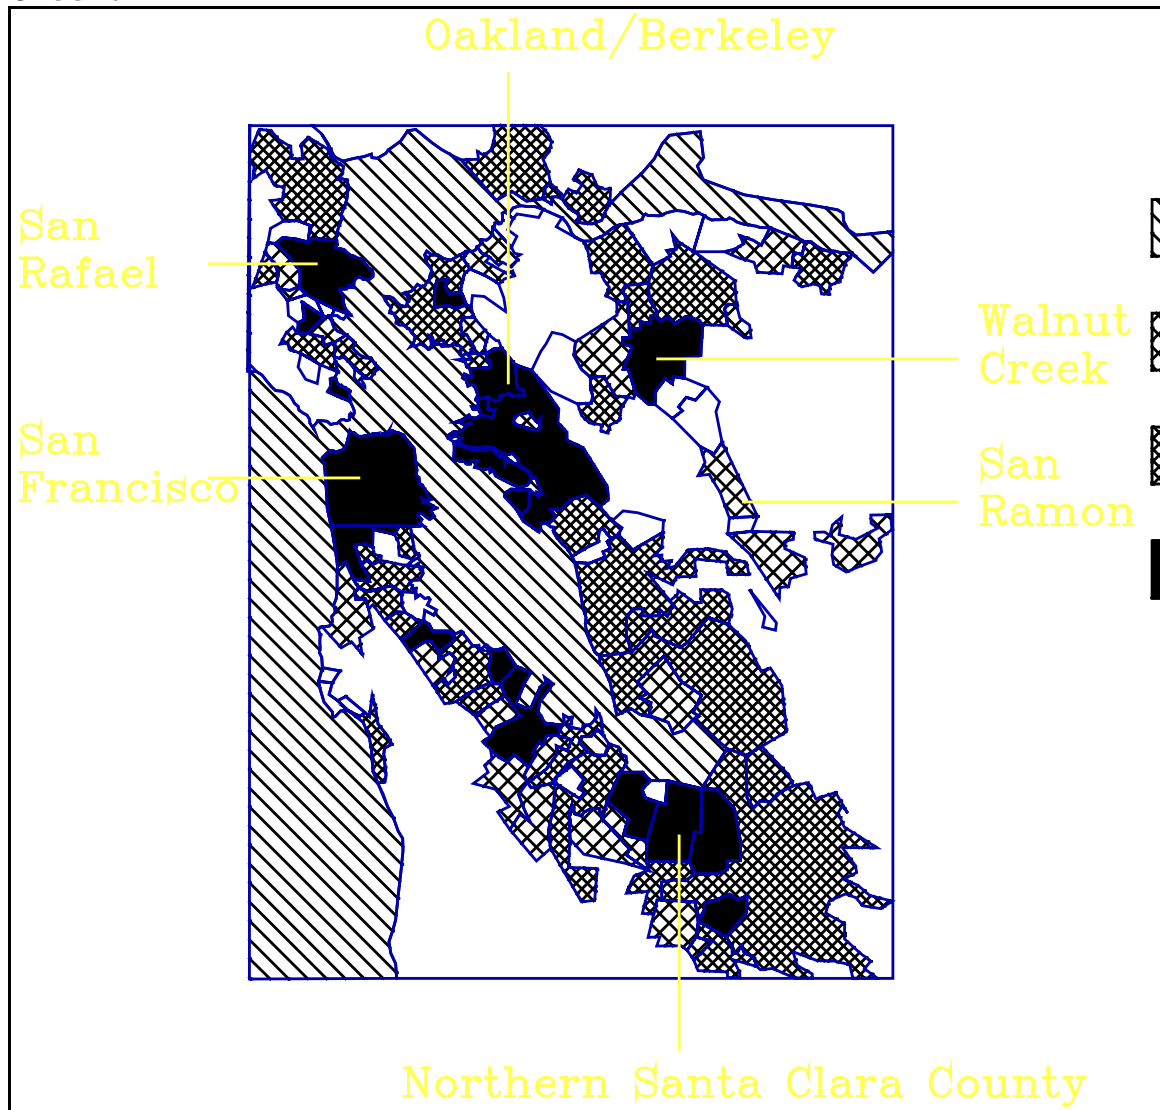 Oakland/Berkeley
San
Rafael
Walnut
Creek
San
Francisco
San
Ramon
Northern Santa Clara County